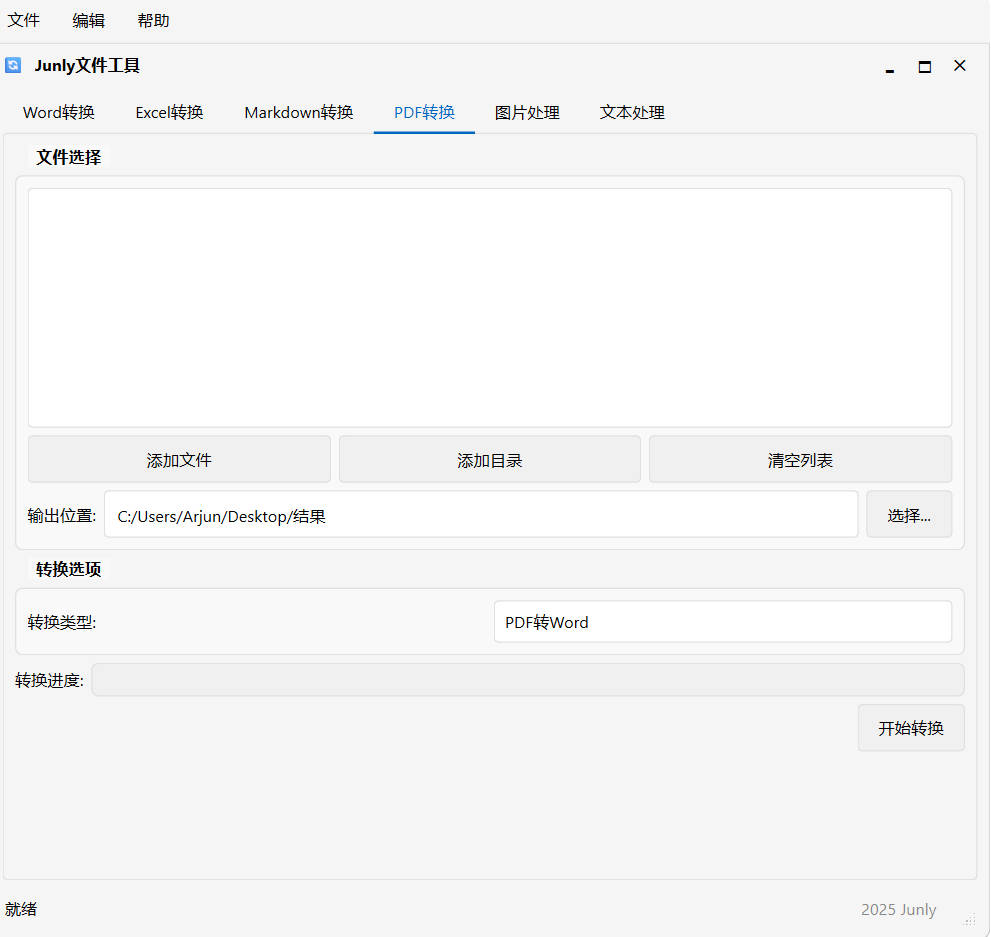 文件 编辑 帮助
Junly文件工具
Word转换 Excel转换 Markdown转换 PDF转换 图片处理 文本处理
文件选择
添加文件 添加目录 清空列表
输出位置: C:/Users/Arjun/Desktop/结果 选择...
转换选项
转换类型: PDF转Word
转换进度:
开始转换
就绪 2025 Junly